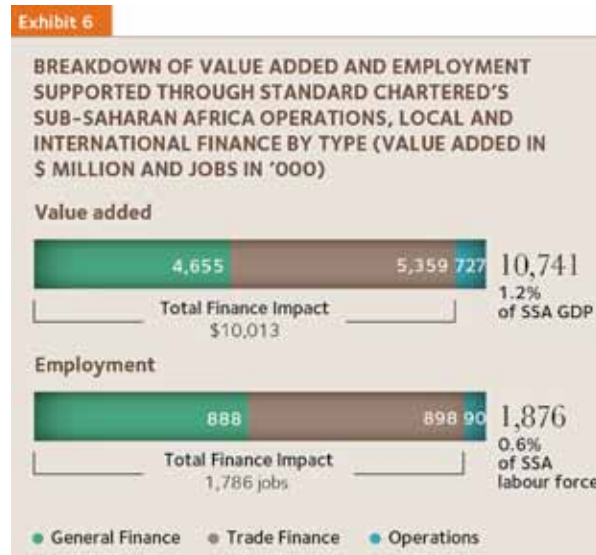 Exhibit 6
BREAKDOWN OF VALUE ADDED AND EMPLOYMENT
SUPPORTED THROUGH STANDARD CHARTERED'S
SUB-SAHARAN AFRICA OPERATIONS, LOCAL AND
INTERNATIONAL FINANCE BY TYPE (VALUE ADDED IN
$ MILLION AND JOBS IN '000)
Value added
4,655 5,359 727 10,741
1.2%
of SSA GDP
Total Finance Impact
$10,013
Employment
888 898 90 1,876
0.6%
of SSA
labour force
Total Finance Impact
1,786 jobs
General Finance Trade Finance Operations